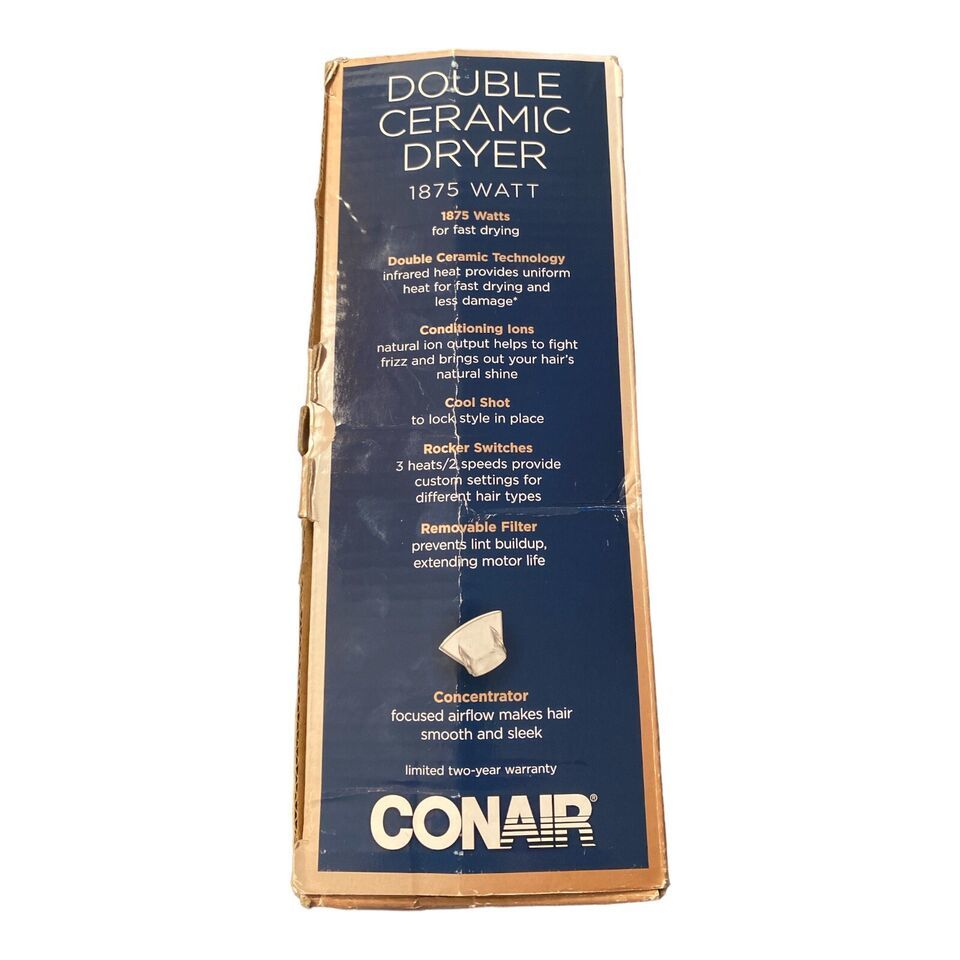 DOUBLE
CERAMIC
DRYER
1875 WATT
1875 Watts
for fast drying
Double Ceramic Technology
infrared heat provides uniform
heat for fast drying and
less damage*
Conditioning Ions
natural ion output helps to fight
frizz and brings out your hair's
natural shine
Cool Shot
to lock style in place
Rocker Switches
3 heats/2 speeds provide
custom settings for
different hair types
Removable Filter
prevents lint buildup,
extending motor life
Concentrator
focused airflow makes hair
smooth and sleek
limited two-year warranty
CONAIR®